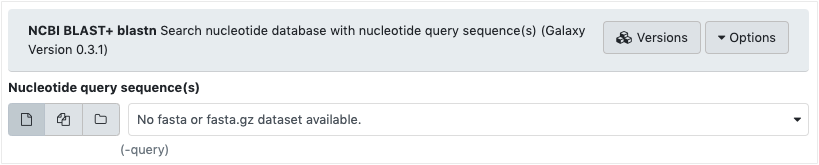 NCBI BLAST+ blastn Search nucleotide database with nucleotide query sequence(s) (Galaxy
Version 0.3.1)
Versions
Options
Nucleotide query sequence(s)
No fasta or fasta.gz dataset available.
(-query)